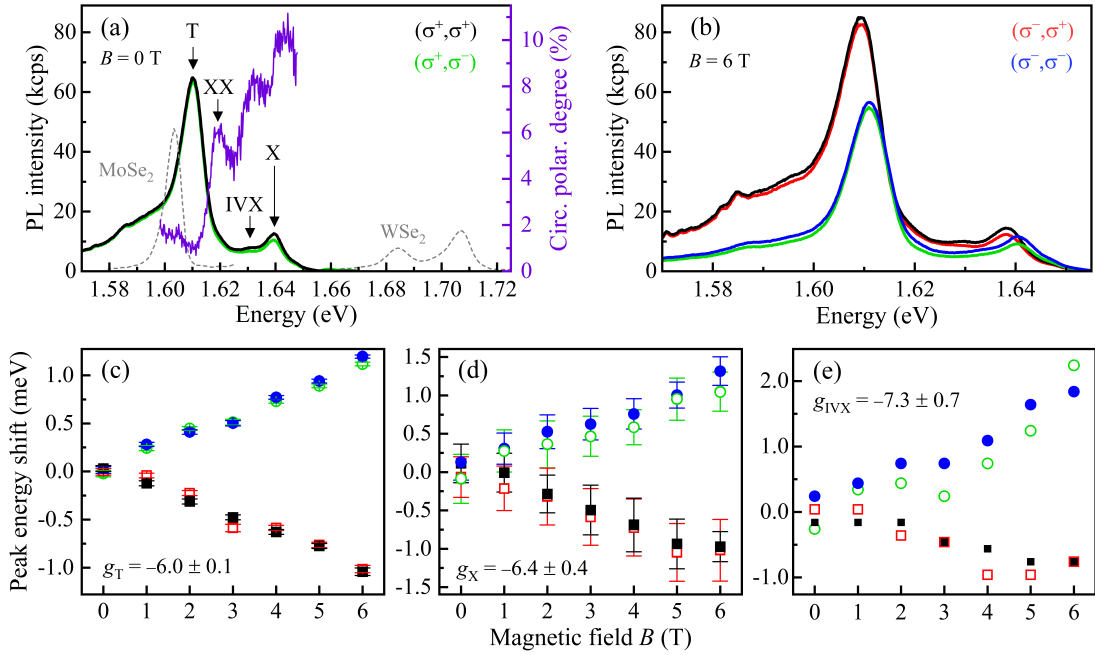 (a)
B = 0 T
T
XX
IVX
X
MoSe₂
WSe₂
(σ⁺,σ⁺)
(σ⁺,σ⁻)
PL intensity (kcps)
0
20
40
60
80
Circ. polar. degree (%)
0
2
4
6
8
10
1.58 1.60 1.62 1.64 1.66 1.68 1.70 1.72
Energy (eV)
(b)
B = 6 T
(σ⁻,σ⁺)
(σ⁻,σ⁻)
PL intensity (kcps)
0
20
40
60
80
1.58 1.60 1.62 1.64
Energy (eV)
(c)
Peak energy shift (meV)
1.0
0.5
0.0
-0.5
-1.0
g_T = –6.0 ± 0.1
0 1 2 3 4 5 6
(d)
1.5
1.0
0.5
0.0
-0.5
-1.0
-1.5
g_X = –6.4 ± 0.4
0 1 2 3 4 5 6
(e)
2.0
1.0
0.0
-1.0
g_IVX = –7.3 ± 0.7
0 1 2 3 4 5 6
Magnetic field B (T)